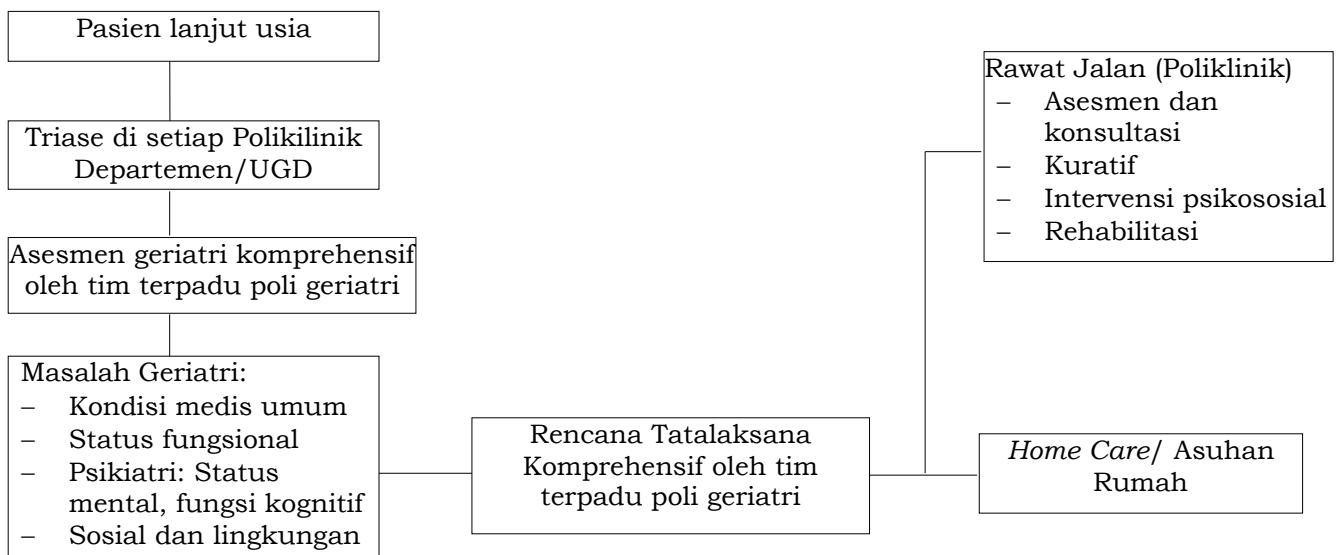 Pasien lanjut usia
Triase di setiap Polikilinik
Departemen/UGD
Asesmen geriatri komprehensif
oleh tim terpadu poli geriatri
Masalah Geriatri:
– Kondisi medis umum
– Status fungsional
– Psikiatri: Status
mental, fungsi kognitif
– Sosial dan lingkungan
Rencana Tatalaksana
Komprehensif oleh tim
terpadu poli geriatri
Rawat Jalan (Poliklinik)
– Asesmen dan
konsultasi
– Kuratif
– Intervensi psikososial
– Rehabilitasi
Home Care/ Asuhan
Rumah